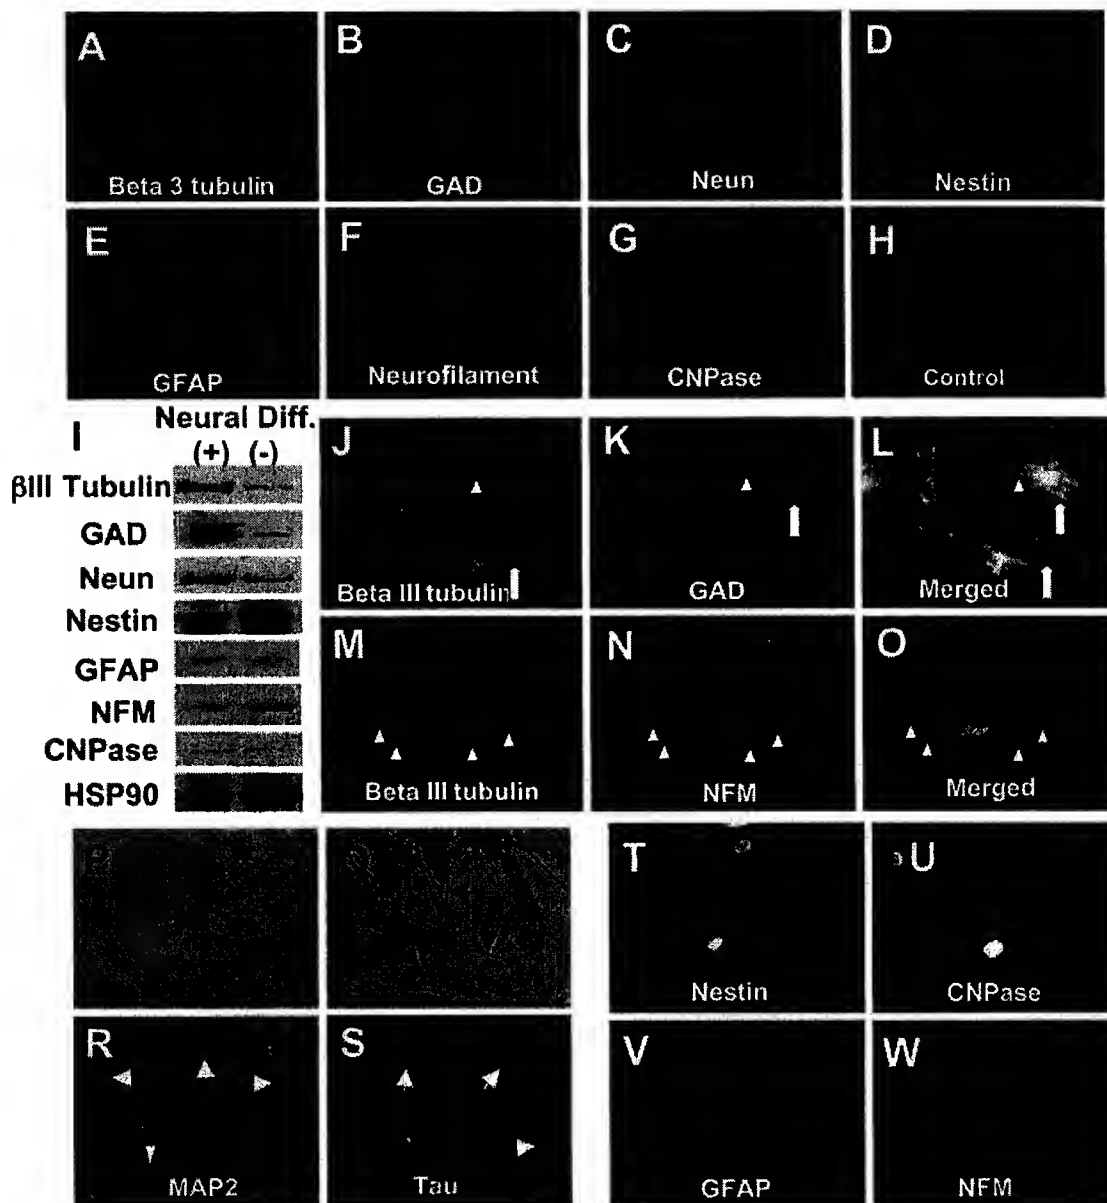 A
B
C
D
Beta 3 tubulin
GAD
Neun
Nestin
E
F
G
H
GFAP
Neurofilament
CNPase
Control
I
Neural Diff.
(+) (-)
βIII Tubulin
GAD
Neun
Nestin
GFAP
NFM
CNPase
HSP90
J
K
L
Beta III tubulin
GAD
Merged
M
N
O
Beta III tubulin
NFM
Merged
T
U
Nestin
CNPase
R
S
V
W
MAP2
Tau
GFAP
NFM